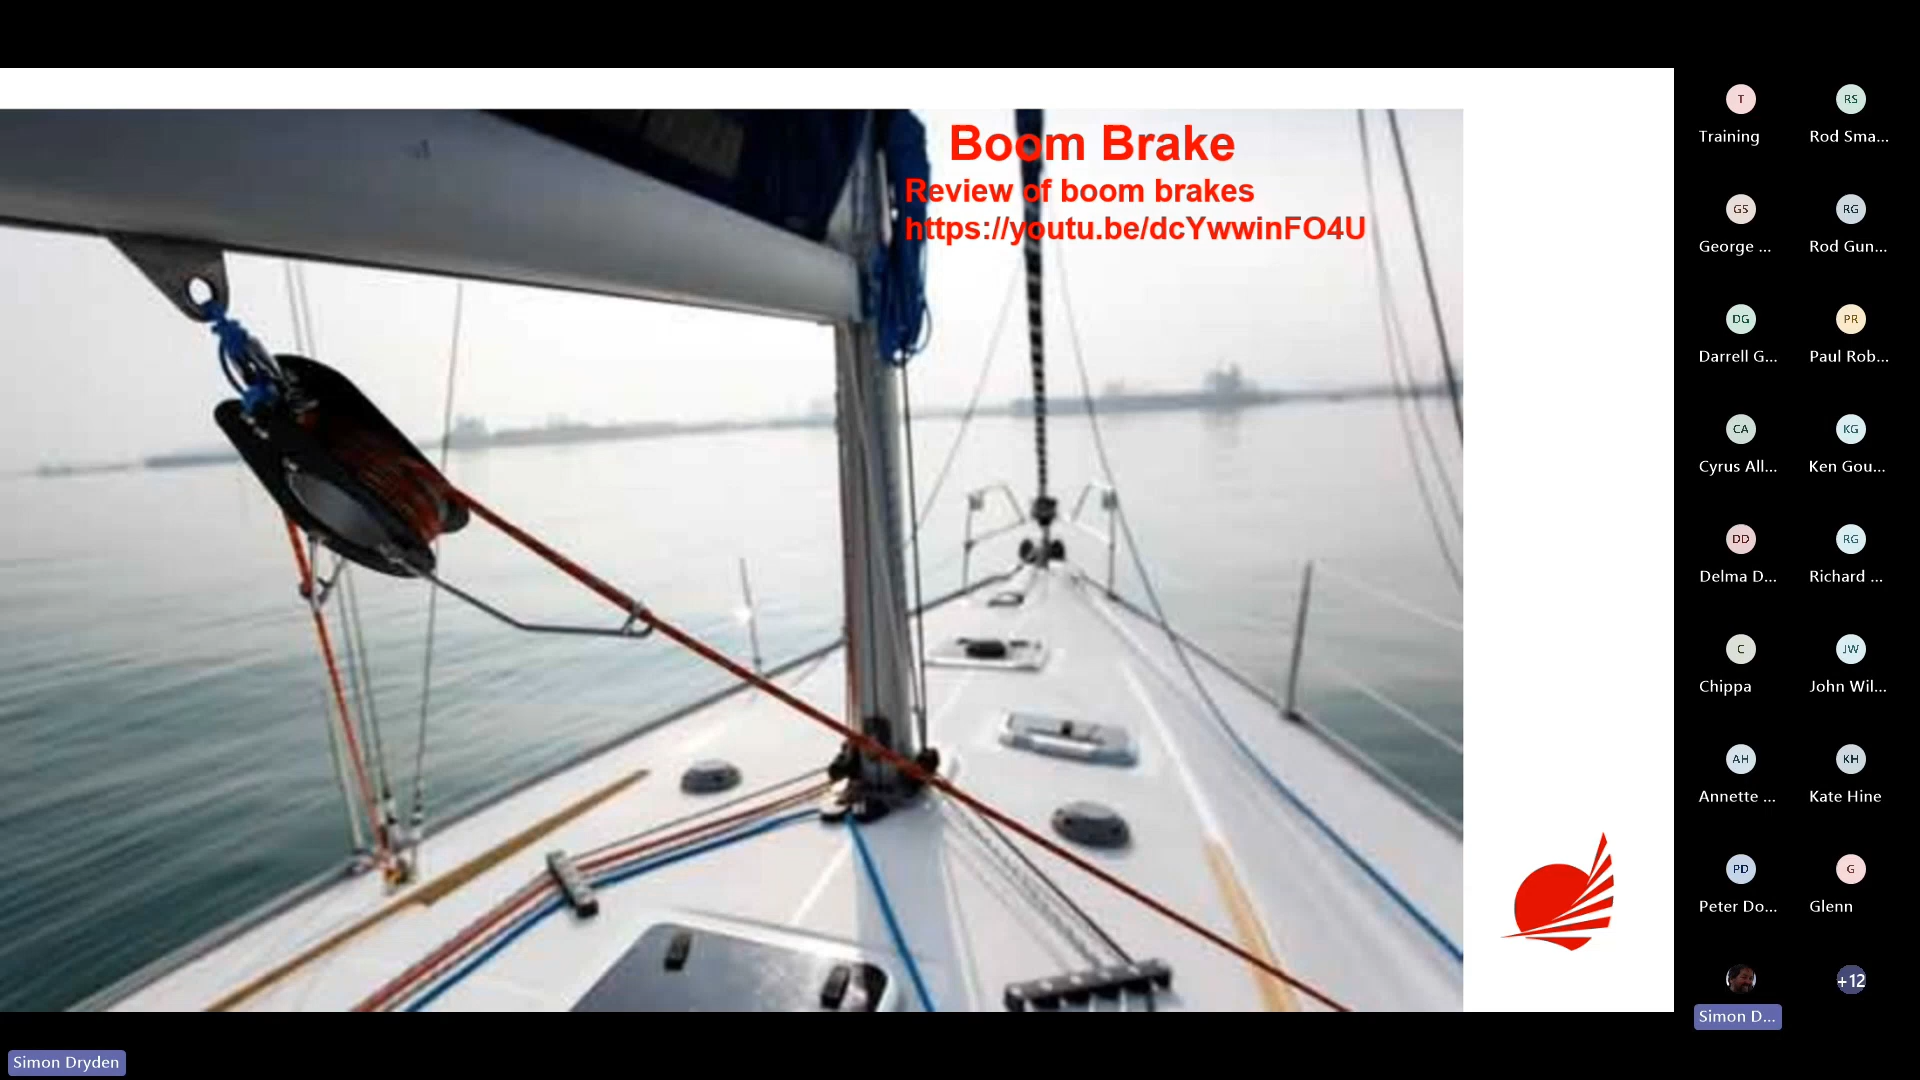 Boom Brake
Review of boom brakes
https://youtu.be/dcYwwinFO4U
T
RS
Training
Rod Sma...
GS
RG
George ...
Rod Gun...
DG
PR
Darrell G...
Paul Rob...
CA
KG
Cyrus All...
Ken Gou...
DD
RG
Delma D...
Richard ...
C
JW
Chippa
John Wil...
AH
KH
Annette ...
Kate Hine
PD
G
Peter Do...
Glenn
+12
Simon D...
Simon Dryden